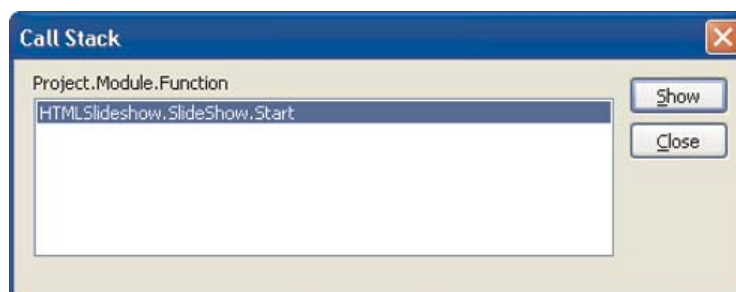 Call Stack
Project.Module.Function
HTMLSlideshow.SlideShow.Start
Show
Close